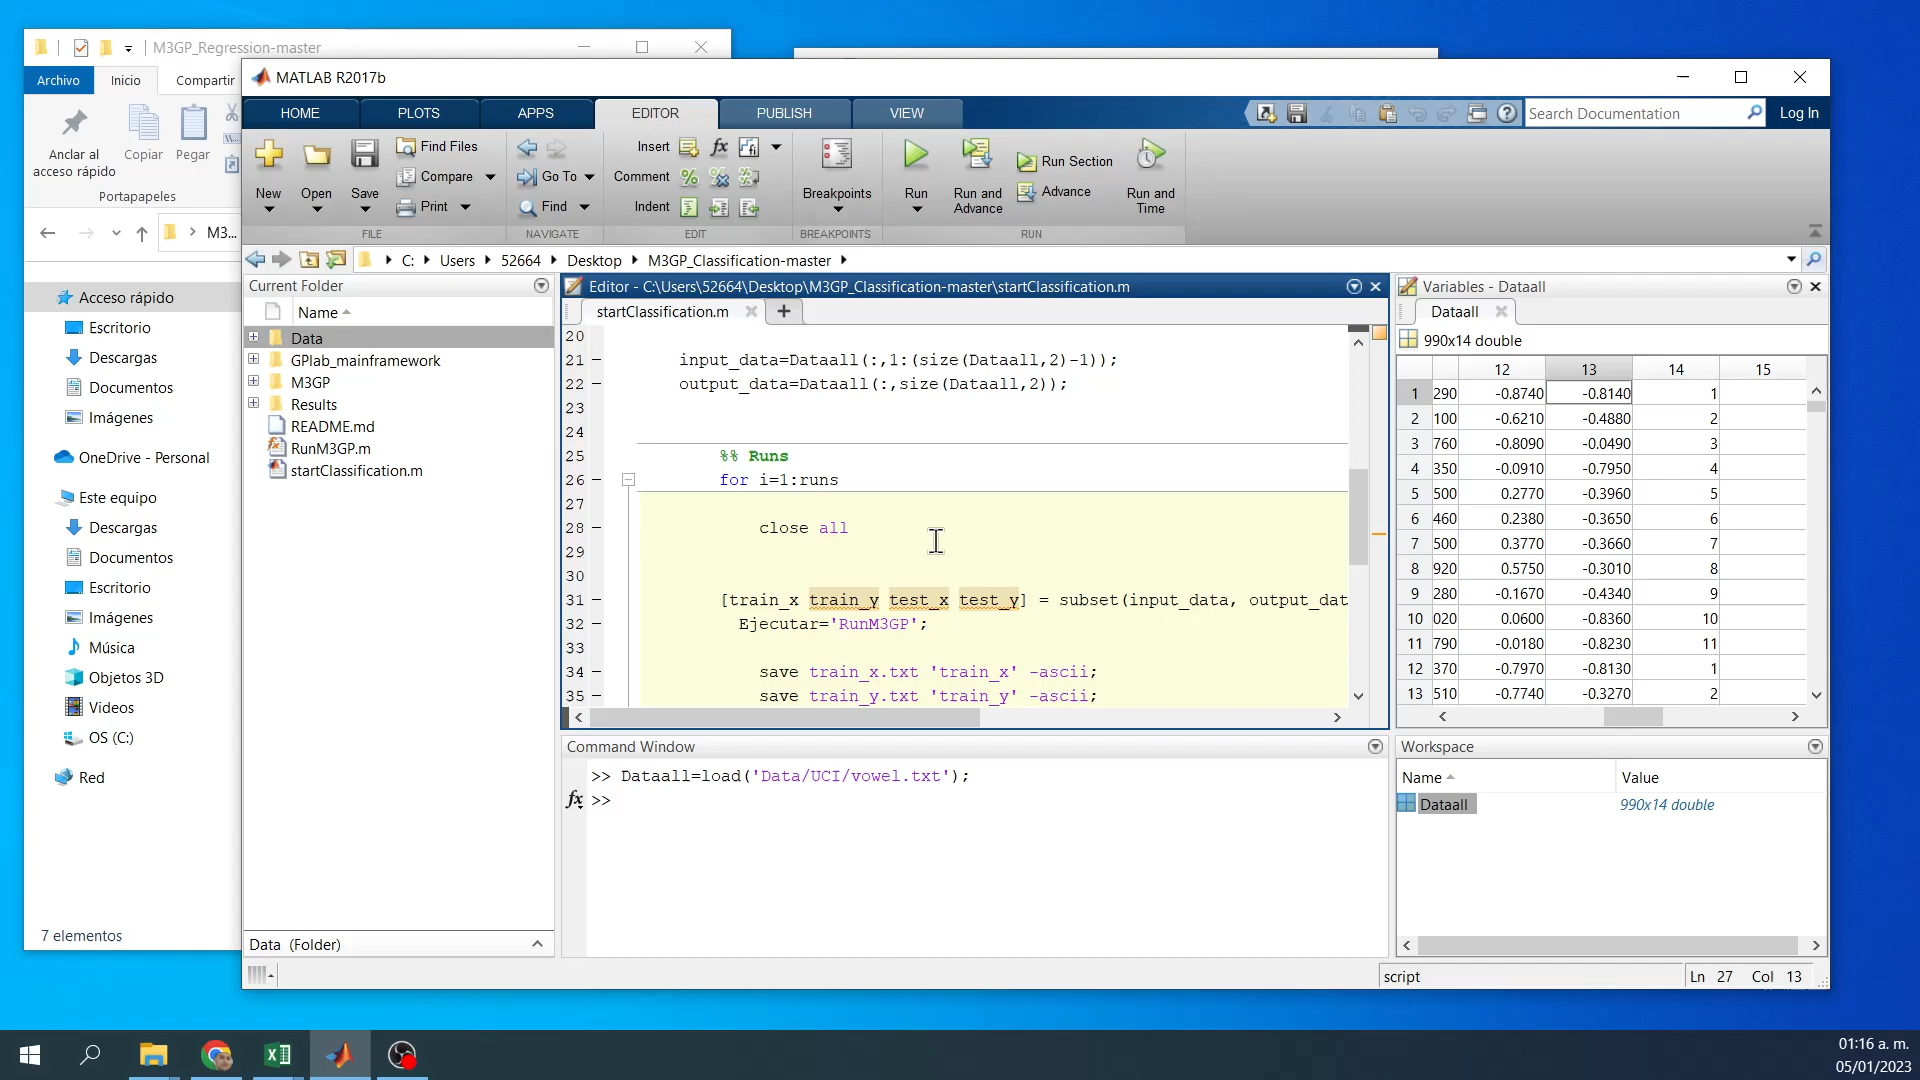 M3GP_Regression-master
Archivo
Inicio
Compartir
Anclar al
acceso rápido
Copiar
Pegar
Portapapeles
M3...
Acceso rápido
Escritorio
Descargas
Documentos
Imágenes
OneDrive - Personal
Este equipo
Descargas
Documentos
Escritorio
Imágenes
Música
Objetos 3D
Videos
OS (C:)
Red
7 elementos
MATLAB R2017b
HOME
PLOTS
APPS
EDITOR
PUBLISH
VIEW
Search Documentation
Log In
New
Open
Save
Find Files
Compare
Print
FILE
Go To
Find
NAVIGATE
Insert
fx
Comment
Indent
EDIT
Breakpoints
BREAKPOINTS
Run
Run and
Advance
Run Section
Advance
Run and
Time
RUN
C: Users 52664 Desktop M3GP_Classification-master
Current Folder
Name
Data
GPlab_mainframework
M3GP
Results
README.md
RunM3GP.m
startClassification.m
Data (Folder)
Editor - C:\Users\52664\Desktop\M3GP_Classification-master\startClassification.m
startClassification.m
20
21 input_data=Dataall(:,1:(size(Dataall,2)-1));
22 output_data=Dataall(:,size(Dataall,2));
23
24
25 %% Runs
26 for i=1:runs
27
28 close all
29
30
31 [train_x train_y test_x test_y] = subset(input_data, output_dat
32 Ejecutar='RunM3GP';
33
34 save train_x.txt 'train_x' -ascii;
35 save train_y.txt 'train_y' -ascii;
Command Window
>> Dataall=load('Data/UCI/vowel.txt');
fx >>
Variables - Dataall
Dataall
990x14 double
12 13 14 15
1 290 -0.8740 -0.8140 1
2 100 -0.6210 -0.4880 2
3 760 -0.8090 -0.0490 3
4 350 -0.0910 -0.7950 4
5 500 0.2770 -0.3960 5
6 460 0.2380 -0.3650 6
7 500 0.3770 -0.3660 7
8 920 0.5750 -0.3010 8
9 280 -0.1670 -0.4340 9
10 020 0.0600 -0.8360 10
11 790 -0.0180 -0.8230 11
12 370 -0.7970 -0.8130 1
13 510 -0.7740 -0.3270 2
Workspace
Name Value
Dataall 990x14 double
script
Ln 27 Col 13
01:16 a. m.
05/01/2023